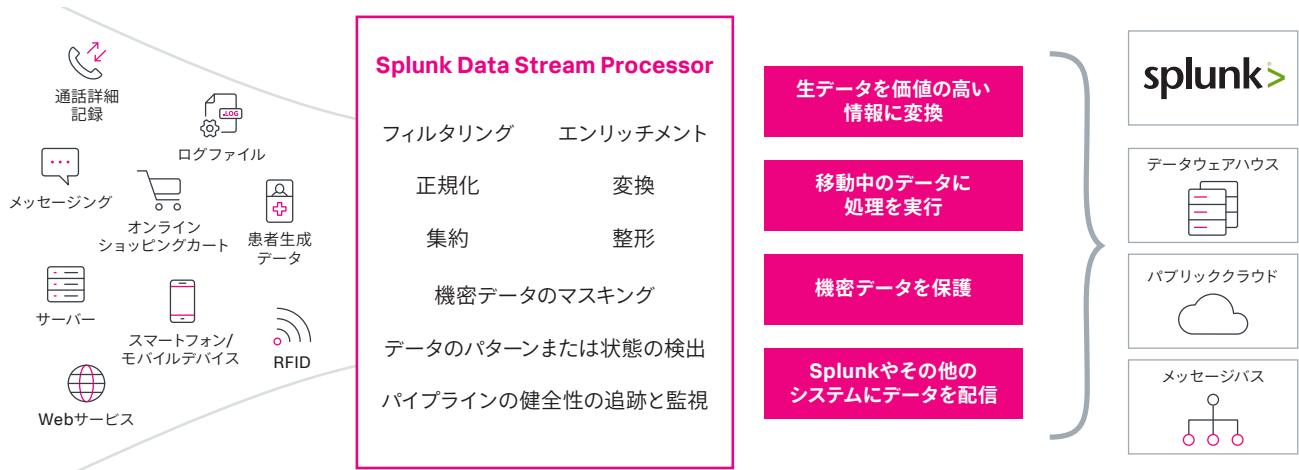 通話詳細
記録
.LOG
ログファイル
メッセージング
オンライン
ショッピングカート
患者生成
データ
サーバー
スマートフォン/
モバイルデバイス
RFID
Webサービス
Splunk Data Stream Processor
フィルタリング エンリッチメント
正規化 変換
集約 整形
機密データのマスキング
データのパターンまたは状態の検出
パイプラインの健全性の追跡と監視
生データを価値の高い
情報に変換
移動中のデータに
処理を実行
機密データを保護
Splunkやその他の
システムにデータを配信
splunk>
データウェアハウス
パブリッククラウド
メッセージバス